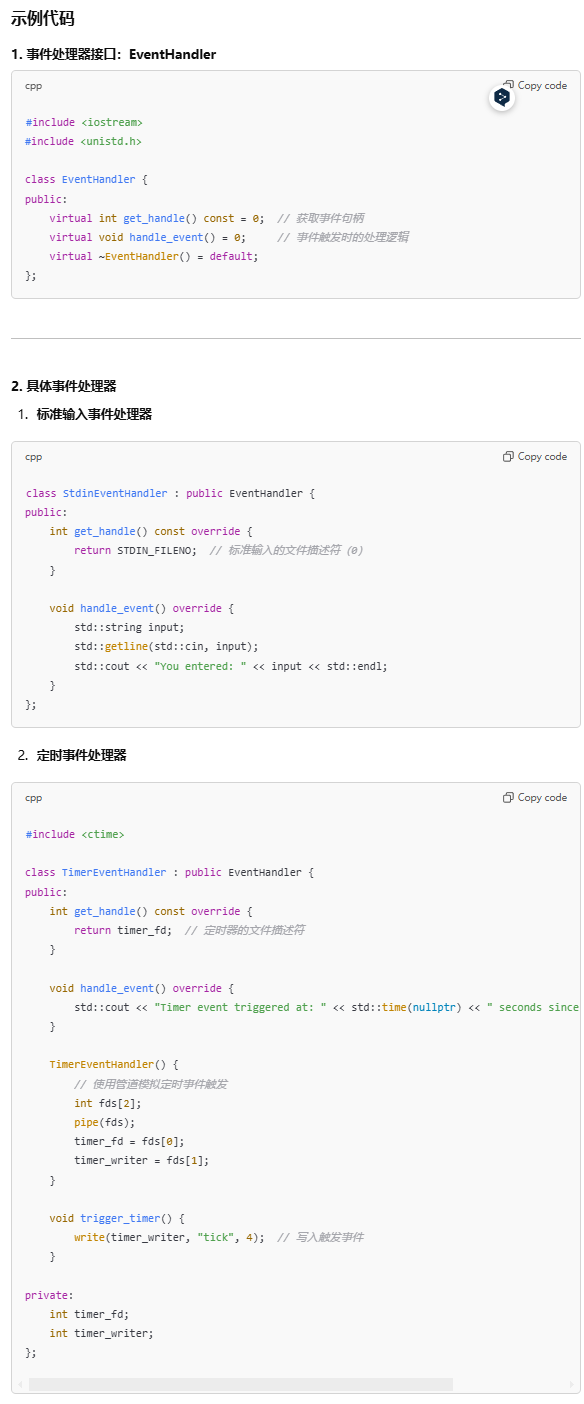 示例代码
1. 事件处理器接口：EventHandler
cpp
Copy code
#include <iostream>
#include <unistd.h>
class EventHandler {
public:
    virtual int get_handle() const = 0;  // 获取事件句柄
    virtual void handle_event() = 0;     // 事件触发时的处理逻辑
    virtual ~EventHandler() = default;
};
2. 具体事件处理器
1. 标准输入事件处理器
cpp
Copy code
class StdinEventHandler : public EventHandler {
public:
    int get_handle() const override {
        return STDIN_FILENO;  // 标准输入的文件描述符（0）
    }
    void handle_event() override {
        std::string input;
        std::getline(std::cin, input);
        std::cout << "You entered: " << input << std::endl;
    }
};
2. 定时事件处理器
cpp
Copy code
#include <ctime>
class TimerEventHandler : public EventHandler {
public:
    int get_handle() const override {
        return timer_fd;  // 定时器的文件描述符
    }
    void handle_event() override {
        std::cout << "Timer event triggered at: " << std::time(nullptr) << " seconds since
    }
    TimerEventHandler() {
        // 使用管道模拟定时事件触发
        int fds[2];
        pipe(fds);
        timer_fd = fds[0];
        timer_writer = fds[1];
    }
    void trigger_timer() {
        write(timer_writer, "tick", 4);  // 写入触发事件
    }
private:
    int timer_fd;
    int timer_writer;
};